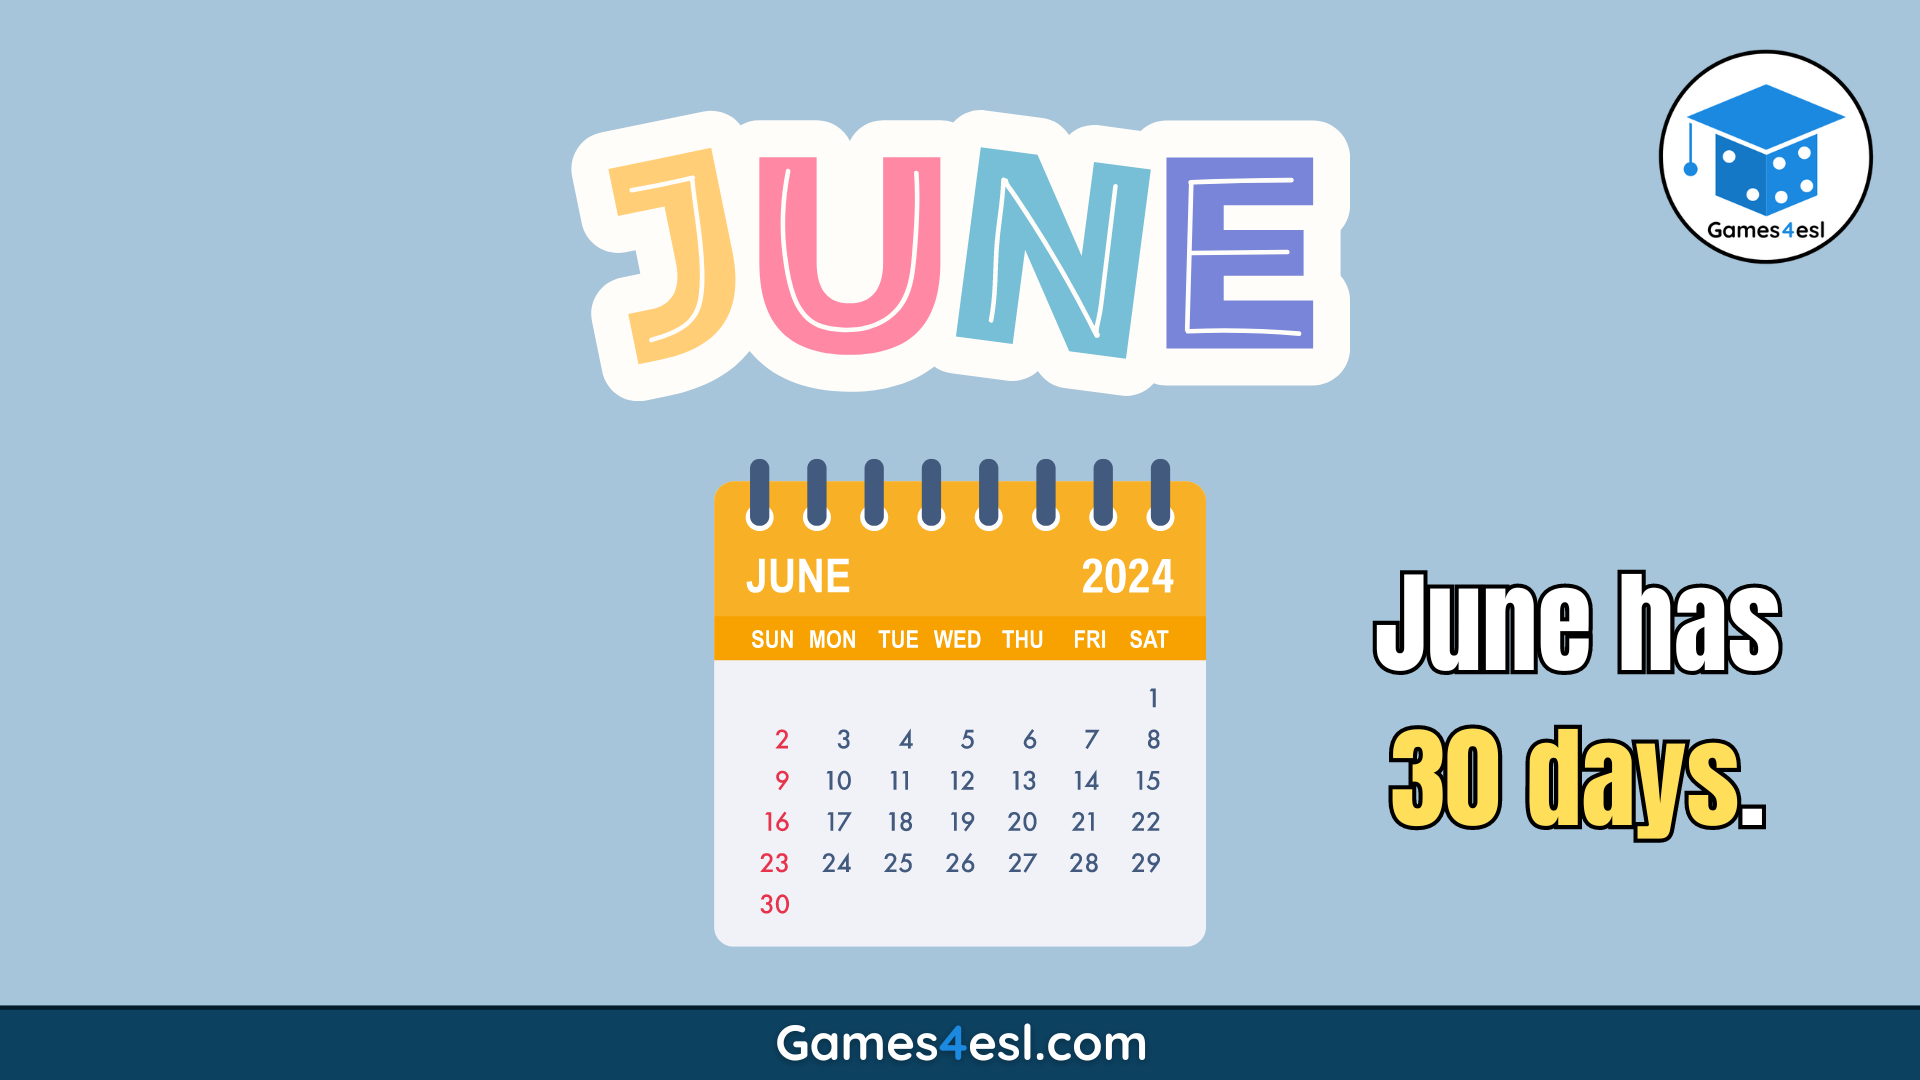 JUNE
Games4esl
JUNE 2024
SUN MON TUE WED THU FRI SAT
1
2 3 4 5 6 7 8
9 10 11 12 13 14 15
16 17 18 19 20 21 22
23 24 25 26 27 28 29
30
June has
30 days.
Games4esl.com